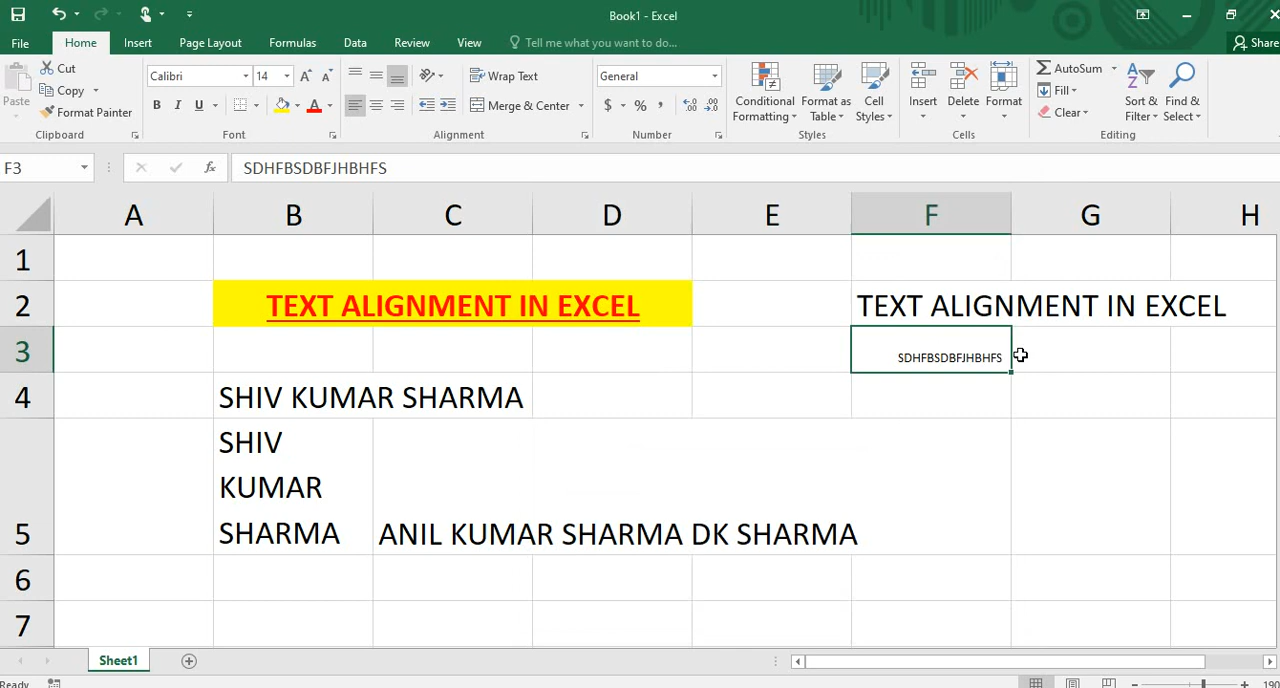 Book1 - Excel
File Home Insert Page Layout Formulas Data Review View Tell me what you want to do... Share
Paste Cut Copy Format Painter
Calibri 14 A A
B I U A
Wrap Text
Merge & Center
General
$ % ,
Conditional Formatting Format as Table Cell Styles
Insert Delete Format
AutoSum
Fill
Clear
Sort & Filter Find & Select
Clipboard Font Alignment Number Styles Cells Editing
F3 fx SDHFBSDBFJHBHFS
A B C D E F G H
1
2 TEXT ALIGNMENT IN EXCEL TEXT ALIGNMENT IN EXCEL
3 SDHFBSDBFJHBHFS
4 SHIV KUMAR SHARMA
SHIV
KUMAR
5 SHARMA ANIL KUMAR SHARMA DK SHARMA
6
7
Sheet1
Ready 190